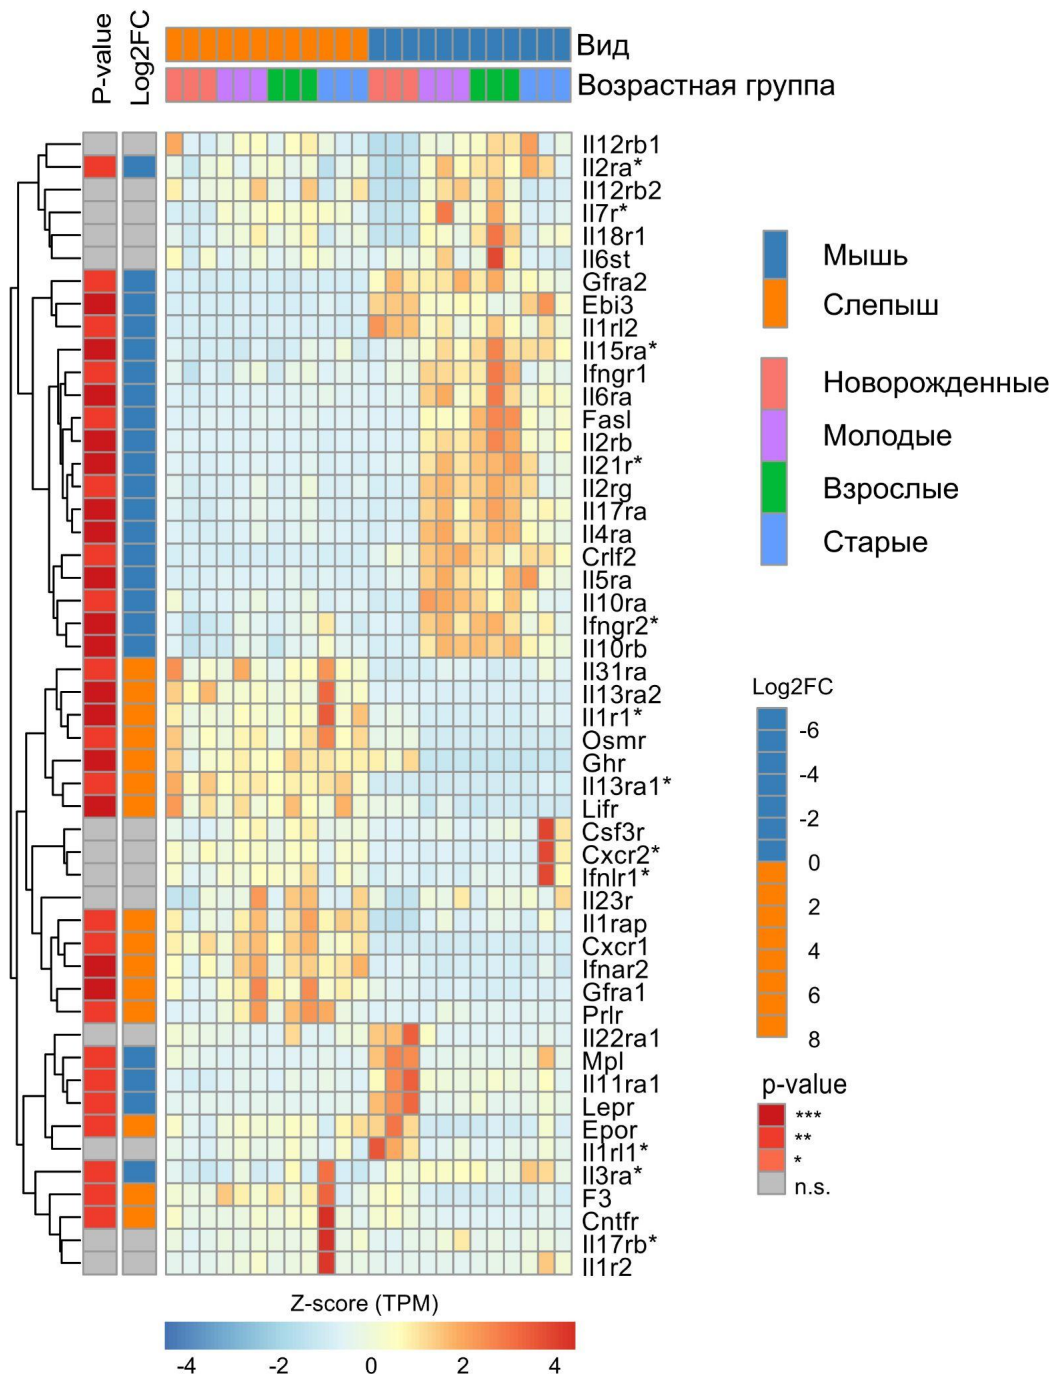 P-value
Log2FC
Вид
Возрастная группа
Il12rb1
Il2ra*
Il12rb2
Il7r*
Il18r1
Il6st
Gfra2
Ebi3
Il1rl2
Il15ra*
Ifngr1
Il6ra
Fasl
Il2rb
Il21r*
Il2rg
Il17ra
Il4ra
Crlf2
Il5ra
Il10ra
Ifngr2*
Il10rb
Il31ra
Il13ra2
Il1r1*
Osmr
Ghr
Il13ra1*
Lifr
Csf3r
Cxcr2*
Ifnlr1*
Il23r
Il1rap
Cxcr1
Ifnar2
Gfra1
Prlr
Il22ra1
Mpl
Il11ra1
Lepr
Epor
Il1rl1*
Il3ra*
F3
Cntfr
Il17rb*
Il1r2
Мышь
Слепыш
Новорожденные
Молодые
Взрослые
Старые
Log2FC
-6
-4
-2
0
2
4
6
8
p-value
***
**
*
n.s.
Z-score (TPM)
-4 -2 0 2 4